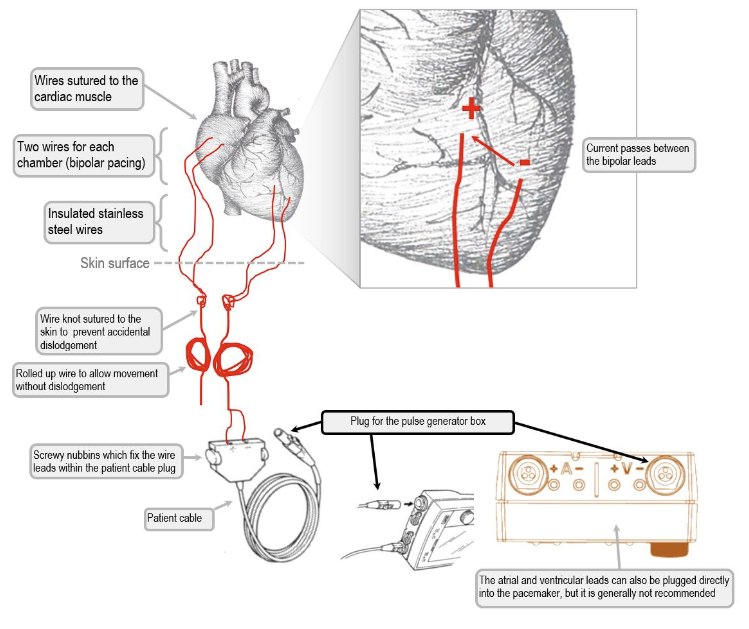 Wires sutured to the
cardiac muscle
Two wires for each
chamber (bipolar pacing)
Insulated stainless
steel wires
Skin surface
Wire knot sutured to the
skin to prevent accidental
dislodgement
Rolled up wire to allow movement
without dislodgement
Screwy nubbins which fix the wire
leads within the patient cable plug
Patient cable
+
-
Current passes between
the bipolar leads
Plug for the pulse generator box
+A- +V-
The atrial and ventricular leads can also be plugged directly
into the pacemaker, but it is generally not recommended